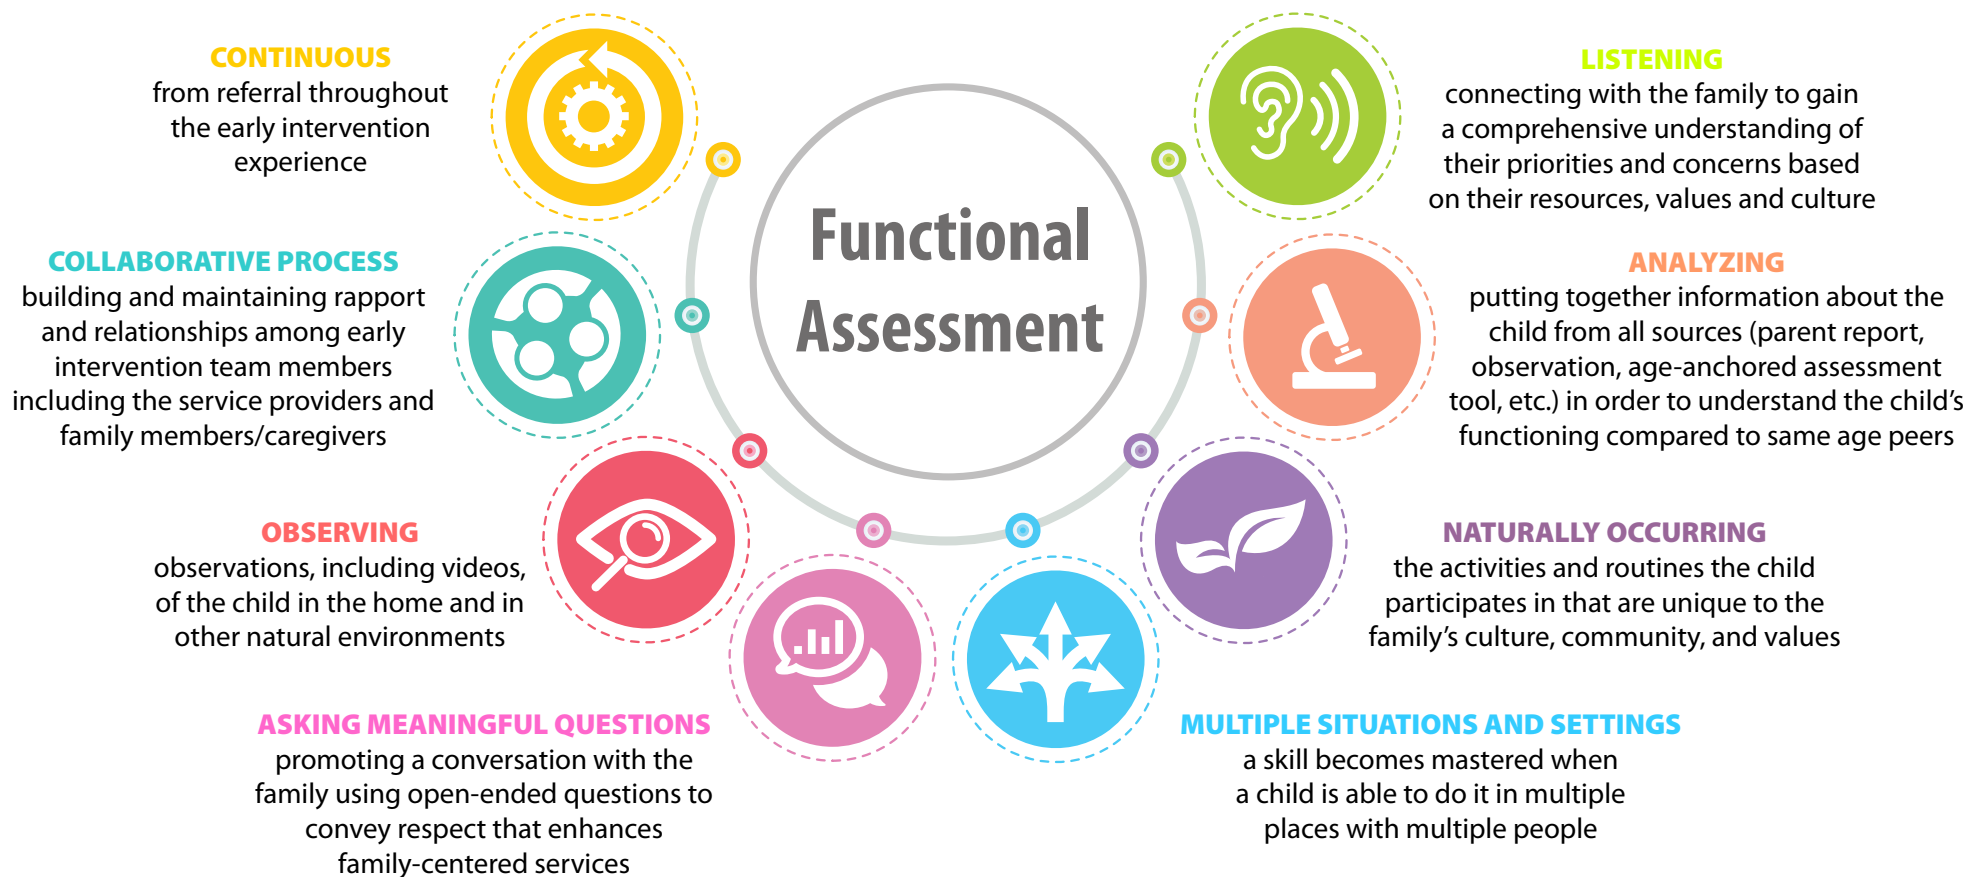 Functional
Assessment
CONTINUOUS
from referral throughout
the early intervention
experience
COLLABORATIVE PROCESS
building and maintaining rapport
and relationships among early
intervention team members
including the service providers and
family members/caregivers
OBSERVING
observations, including videos,
of the child in the home and in
other natural environments
ASKING MEANINGFUL QUESTIONS
promoting a conversation with the
family using open-ended questions to
convey respect that enhances
family-centered services
LISTENING
connecting with the family to gain
a comprehensive understanding of
their priorities and concerns based
on their resources, values and culture
ANALYZING
putting together information about the
child from all sources (parent report,
observation, age-anchored assessment
tool, etc.) in order to understand the child’s
functioning compared to same age peers
NATURALLY OCCURRING
the activities and routines the child
participates in that are unique to the
family’s culture, community, and values
MULTIPLE SITUATIONS AND SETTINGS
a skill becomes mastered when
a child is able to do it in multiple
places with multiple people